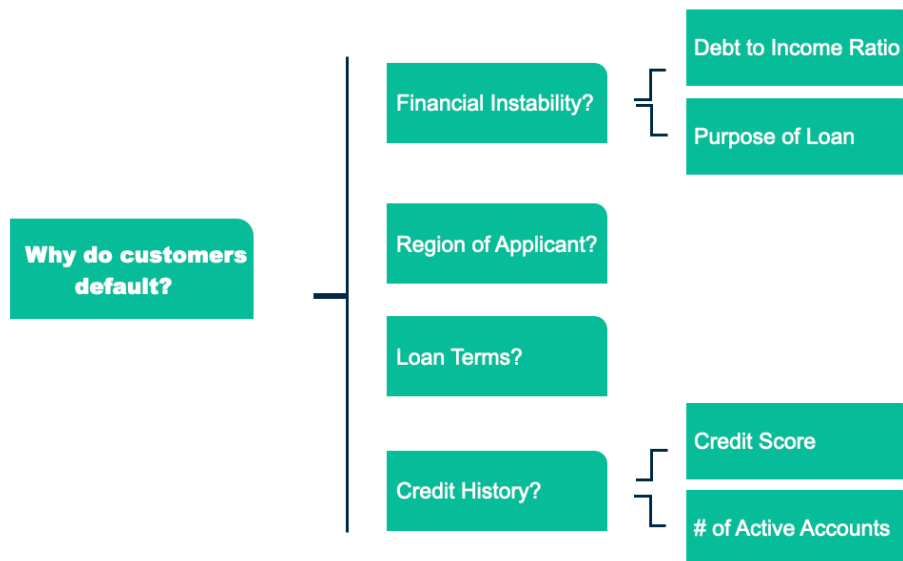 Why do customers
default?
Financial Instability?
Debt to Income Ratio
Purpose of Loan
Region of Applicant?
Loan Terms?
Credit History?
Credit Score
# of Active Accounts